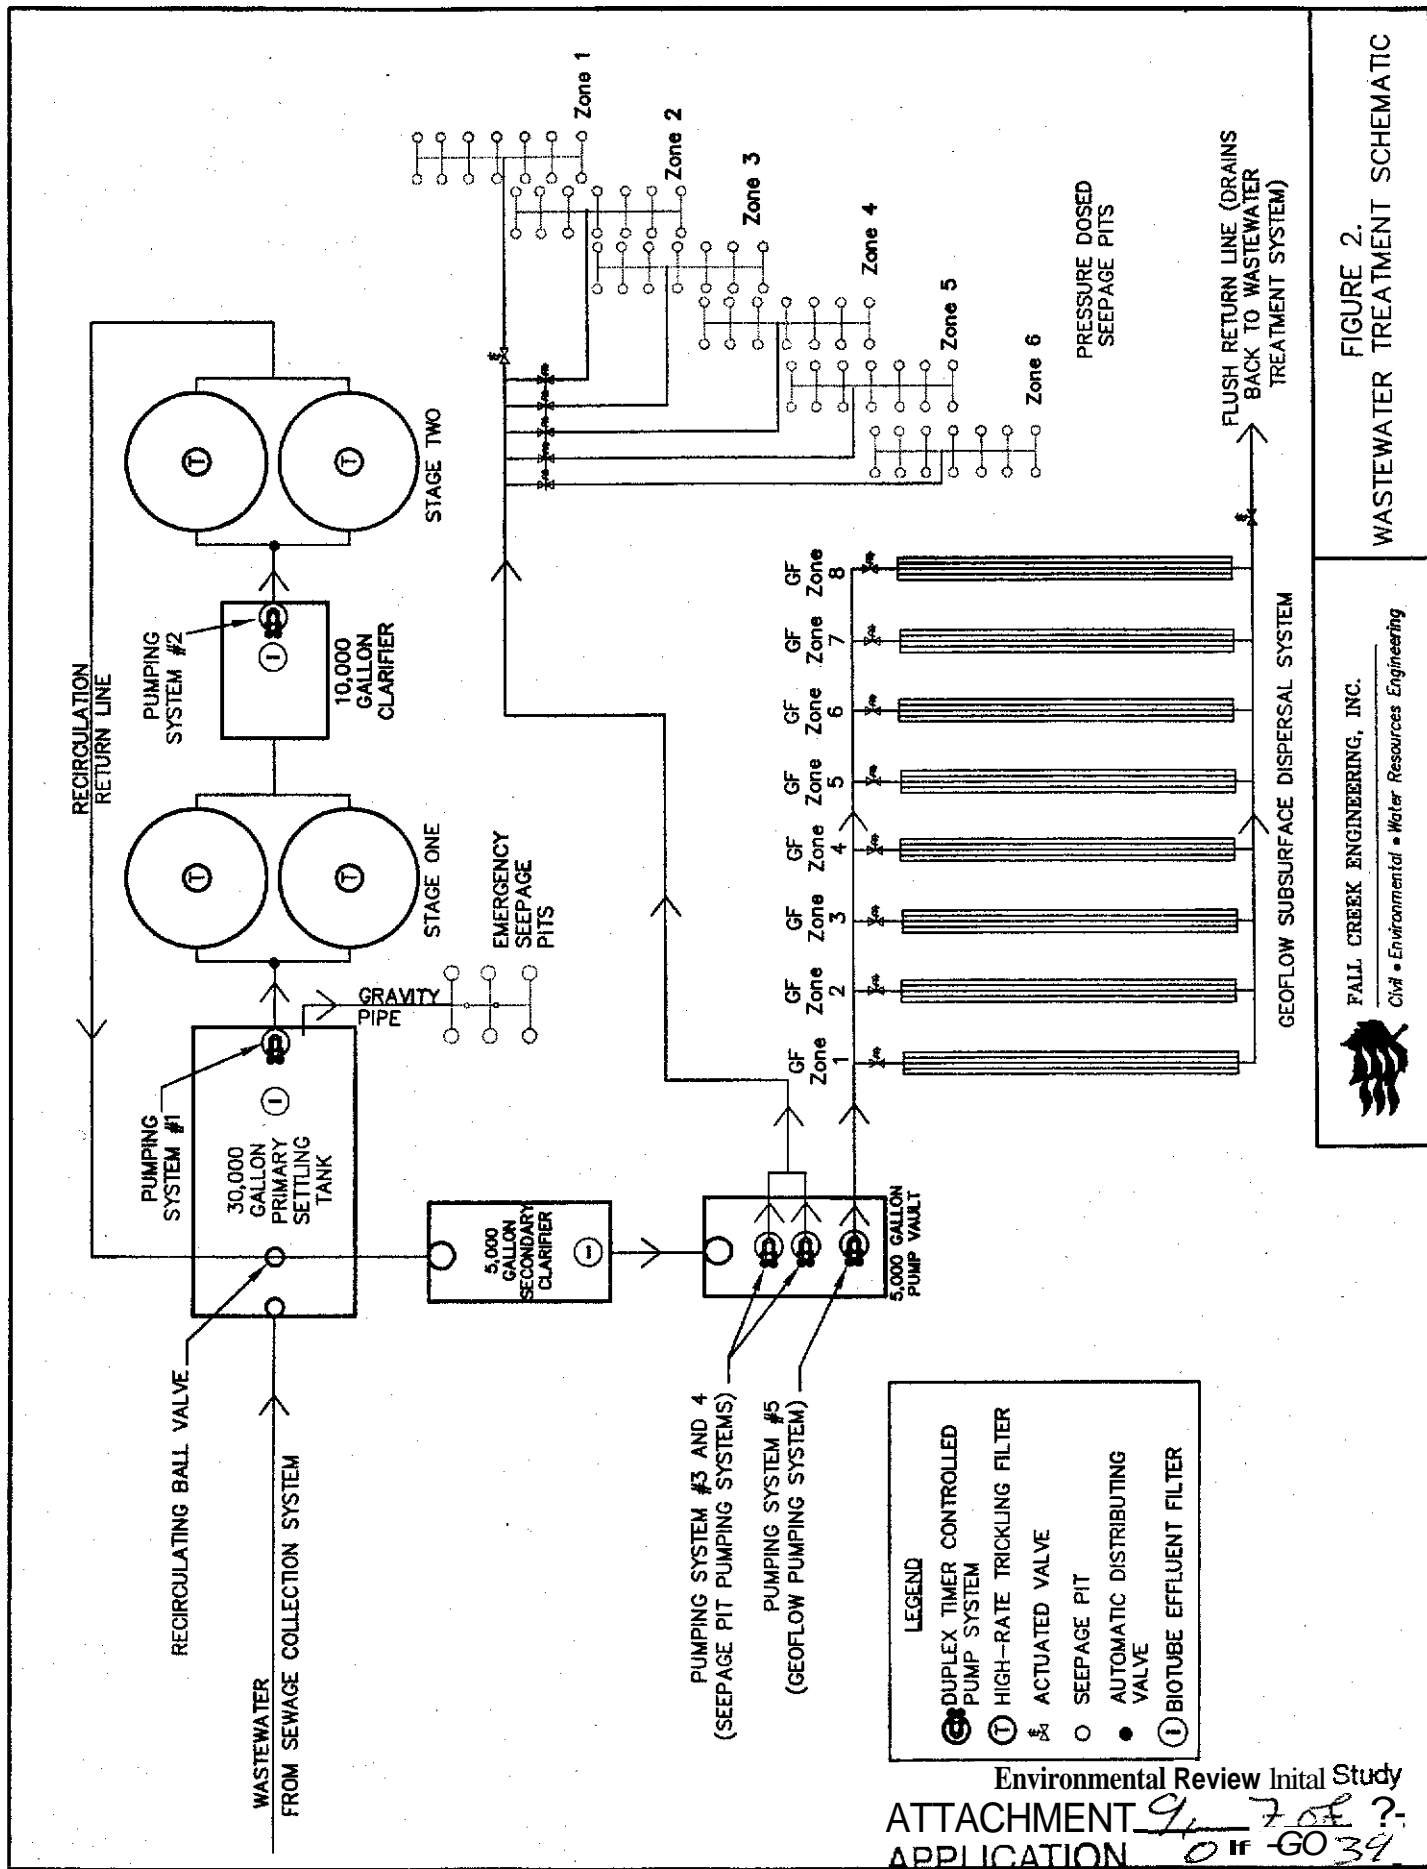 RECIRCULATION
RETURN LINE
PUMPING
SYSTEM #2
10,000
GALLON
CLARIFIER
STAGE TWO
STAGE ONE
PUMPING
SYSTEM #1
30,000
GALLON
PRIMARY
SETTLING
TANK
GRAVITY
PIPE
EMERGENCY
SEEPAGE
PITS
RECIRCULATING BALL VALVE
WASTEWATER
FROM SEWAGE COLLECTION SYSTEM
5,000
GALLON
SECONDARY
CLARIFIER
5,000 GALLON
PUMP VAULT
PUMPING SYSTEM #3 AND 4
(SEEPAGE PIT PUMPING SYSTEMS)
PUMPING SYSTEM #5
(GEOFLOW PUMPING SYSTEM)
Zone 1
Zone 2
Zone 3
Zone 4
Zone 5
Zone 6
PRESSURE DOSED
SEEPAGE PITS
GF
Zone
1
GF
Zone
2
GF
Zone
3
GF
Zone
4
GF
Zone
5
GF
Zone
6
GF
Zone
7
GF
Zone
8
FLUSH RETURN LINE (DRAINS
BACK TO WASTEWATER
TREATMENT SYSTEM)
GEOFLOW SUBSURFACE DISPERSAL SYSTEM
LEGEND
DUPLEX TIMER CONTROLLED
PUMP SYSTEM
T HIGH-RATE TRICKLING FILTER
ACTUATED VALVE
SEEPAGE PIT
AUTOMATIC DISTRIBUTING
VALVE
I BIOTUBE EFFLUENT FILTER
FALL CREEK ENGINEERING, INC.
Civil • Environmental • Water Resources Engineering
FIGURE 2.
WASTEWATER TREATMENT SCHEMATIC
Environmental Review Inital Study
ATTACHMENT 9, 7 of ?-
APPLICATION 0 -GO 39